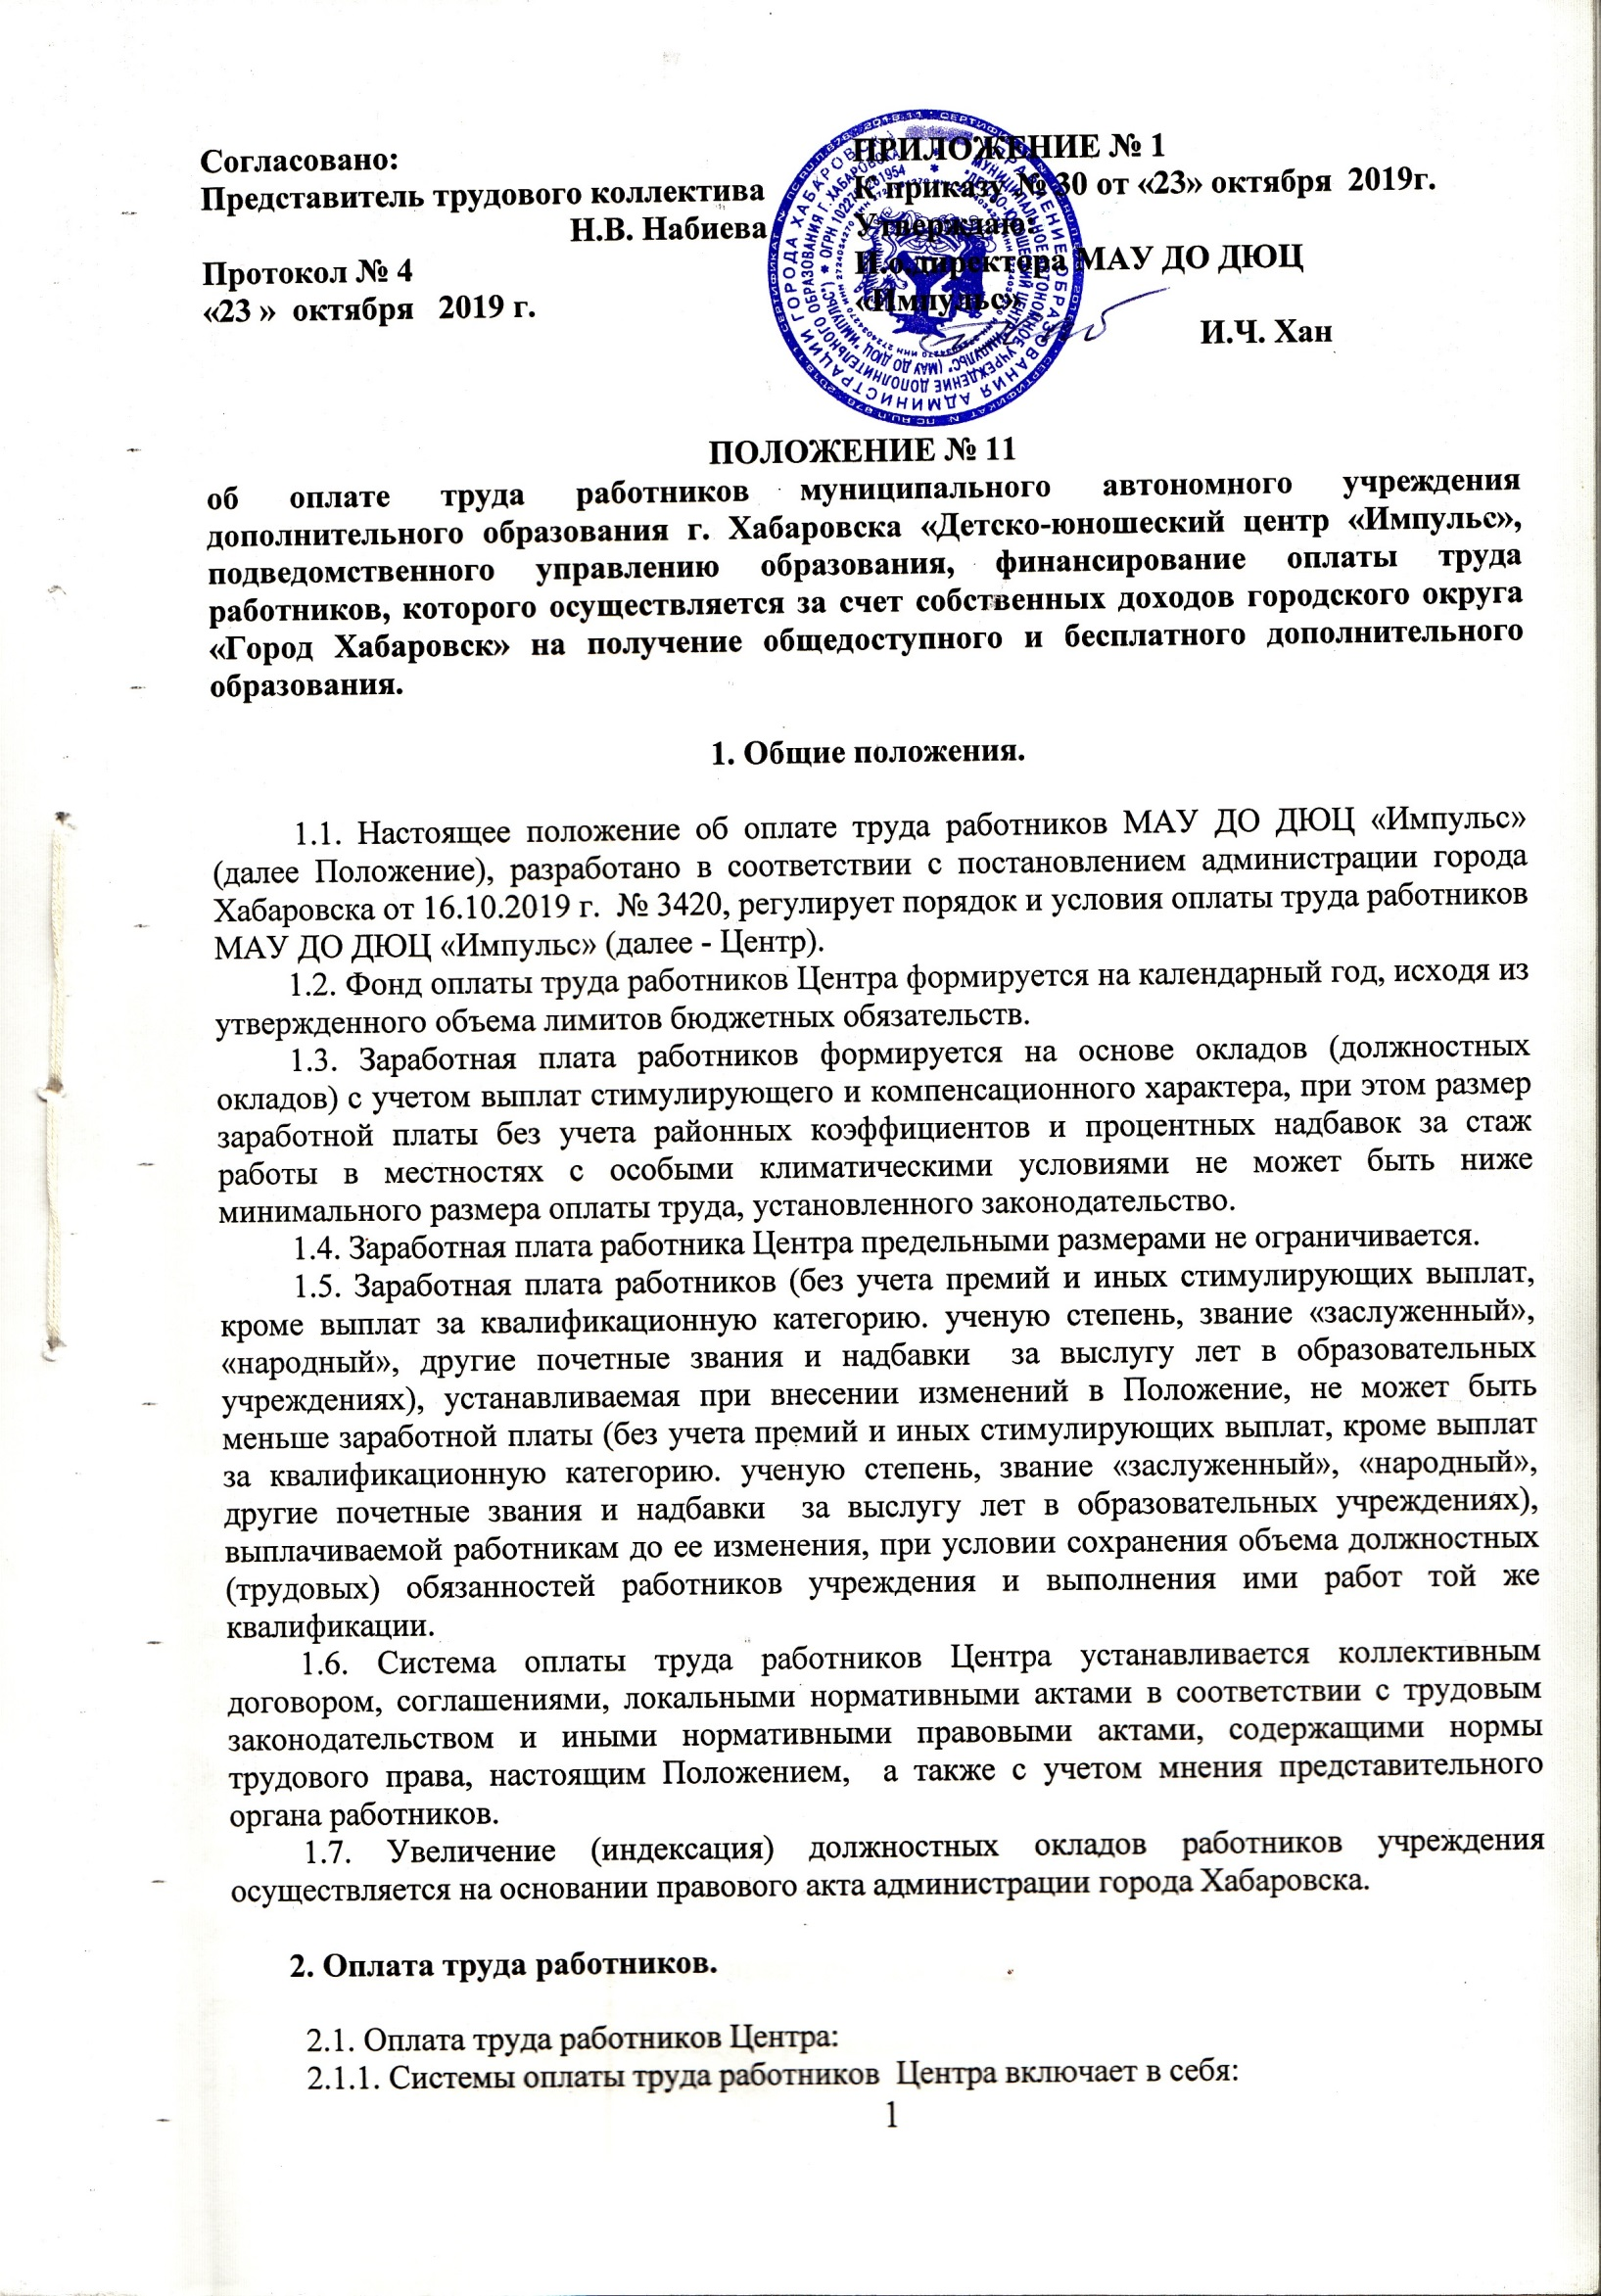 Согласовано:
Представитель трудового коллектива
Н.В. Набиева
Протокол № 4
«23 » октября 2019 г.
ПРИЛОЖЕНИЕ № 1
К приказу № 30 от «23» октября 2019г.
Утверждаю:
И.о.директора МАУ ДО ДЮЦ
«Импульс»
И.Ч. Хан
ПОЛОЖЕНИЕ № 11
об оплате труда работников муниципального автономного учреждения
дополнительного образования г. Хабаровска «Детско-юношеский центр «Импульс»,
подведомственного управлению образования, финансирование оплаты труда
работников, которого осуществляется за счет собственных доходов городского округа
«Город Хабаровск» на получение общедоступного и бесплатного дополнительного
образования.
1. Общие положения.
1.1. Настоящее положение об оплате труда работников МАУ ДО ДЮЦ «Импульс»
(далее Положение), разработано в соответствии с постановлением администрации города
Хабаровска от 16.10.2019 г. № 3420, регулирует порядок и условия оплаты труда работников
МАУ ДО ДЮЦ «Импульс» (далее - Центр).
1.2. Фонд оплаты труда работников Центра формируется на календарный год, исходя из
утвержденного объема лимитов бюджетных обязательств.
1.3. Заработная плата работников формируется на основе окладов (должностных
окладов) с учетом выплат стимулирующего и компенсационного характера, при этом размер
заработной платы без учета районных коэффициентов и процентных надбавок за стаж
работы в местностях с особыми климатическими условиями не может быть ниже
минимального размера оплаты труда, установленного законодательство.
1.4. Заработная плата работника Центра предельными размерами не ограничивается.
1.5. Заработная плата работников (без учета премий и иных стимулирующих выплат,
кроме выплат за квалификационную категорию. ученую степень, звание «заслуженный»,
«народный», другие почетные звания и надбавки за выслугу лет в образовательных
учреждениях), устанавливаемая при внесении изменений в Положение, не может быть
меньше заработной платы (без учета премий и иных стимулирующих выплат, кроме выплат
за квалификационную категорию. ученую степень, звание «заслуженный», «народный»,
другие почетные звания и надбавки за выслугу лет в образовательных учреждениях),
выплачиваемой работникам до ее изменения, при условии сохранения объема должностных
(трудовых) обязанностей работников учреждения и выполнения ими работ той же
квалификации.
1.6. Система оплаты труда работников Центра устанавливается коллективным
договором, соглашениями, локальными нормативными актами в соответствии с трудовым
законодательством и иными нормативными правовыми актами, содержащими нормы
трудового права, настоящим Положением, а также с учетом мнения представительного
органа работников.
1.7. Увеличение (индексация) должностных окладов работников учреждения
осуществляется на основании правового акта администрации города Хабаровска.
2. Оплата труда работников.
2.1. Оплата труда работников Центра:
2.1.1. Системы оплаты труда работников Центра включает в себя:
1